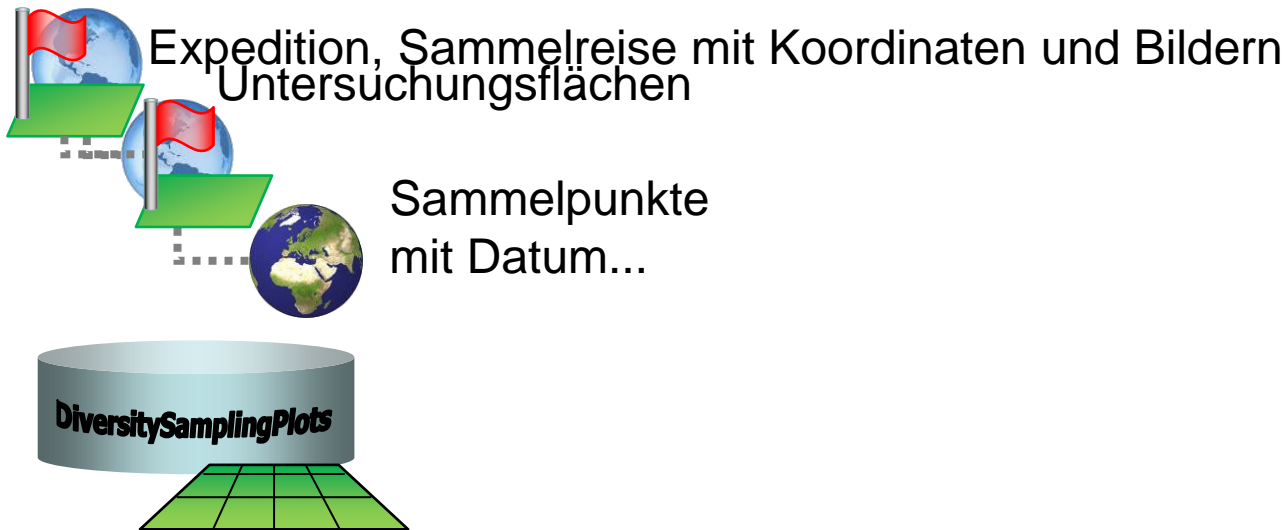 Expedition, Sammelreise mit Koordinaten und Bildern
Untersuchungsflächen
Sammelpunkte
mit Datum...
DiversitySamplingPlots